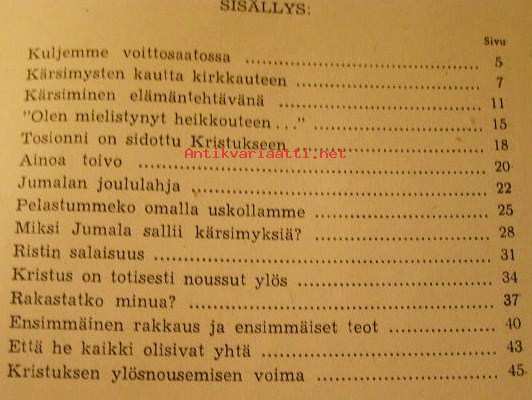 SISÄLLYS:
Sivu
Kuljemme voittosaatossa ........ 5
Kärsimysten kautta kirkkauteen ........ 7
Kärsiminen elämäntehtävänä ........ 11
"Olen mielistynyt heikkouteen ..." ........ 15
Tosionni on sidottu Kristukseen ........ 18
Antikvariaatti.net
Ainoa toivo ........ 20
Jumalan joululahja ........ 22
Pelastummeko omalla uskollamme ........ 25
Miksi Jumala sallii kärsimyksiä? ........ 28
Ristin salaisuus ........ 31
Kristus on totisesti noussut ylös ........ 34
Rakastatko minua? ........ 37
Ensimmäinen rakkaus ja ensimmäiset teot ........ 40
Että he kaikki olisivat yhtä ........ 43
Kristuksen ylösnousemisen voima ........ 45